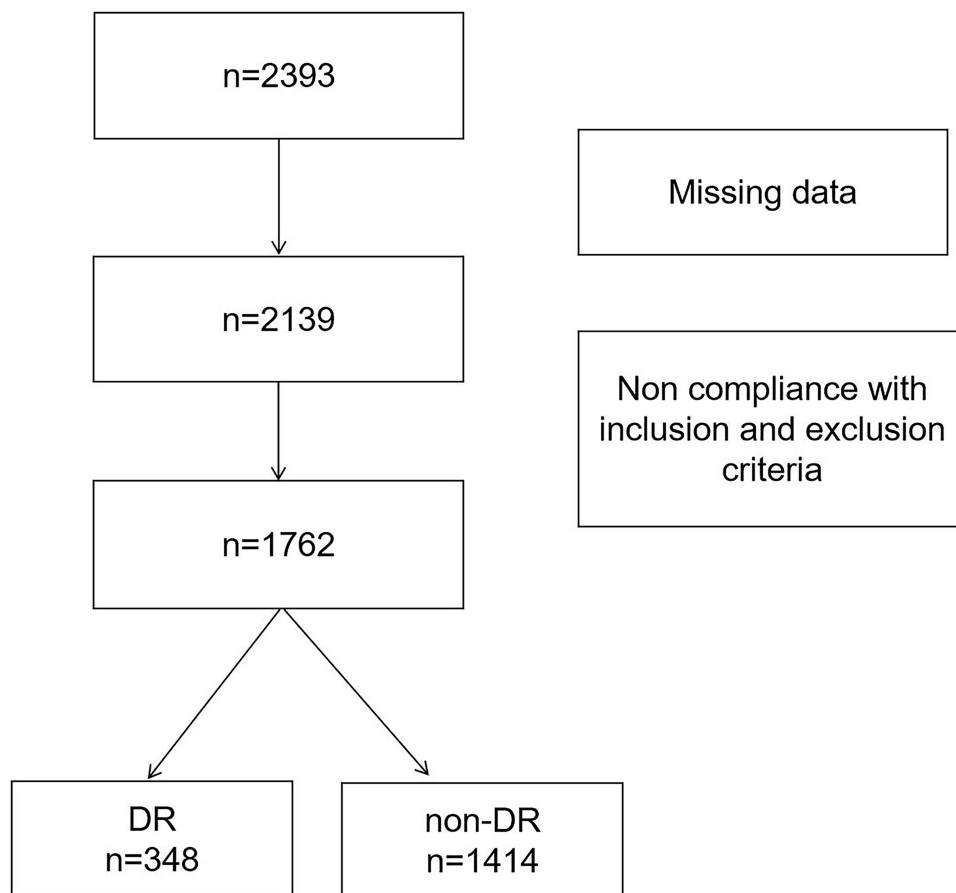 n=2393
Missing data
n=2139
Non compliance with
inclusion and exclusion
criteria
n=1762
DR
n=348
non-DR
n=1414